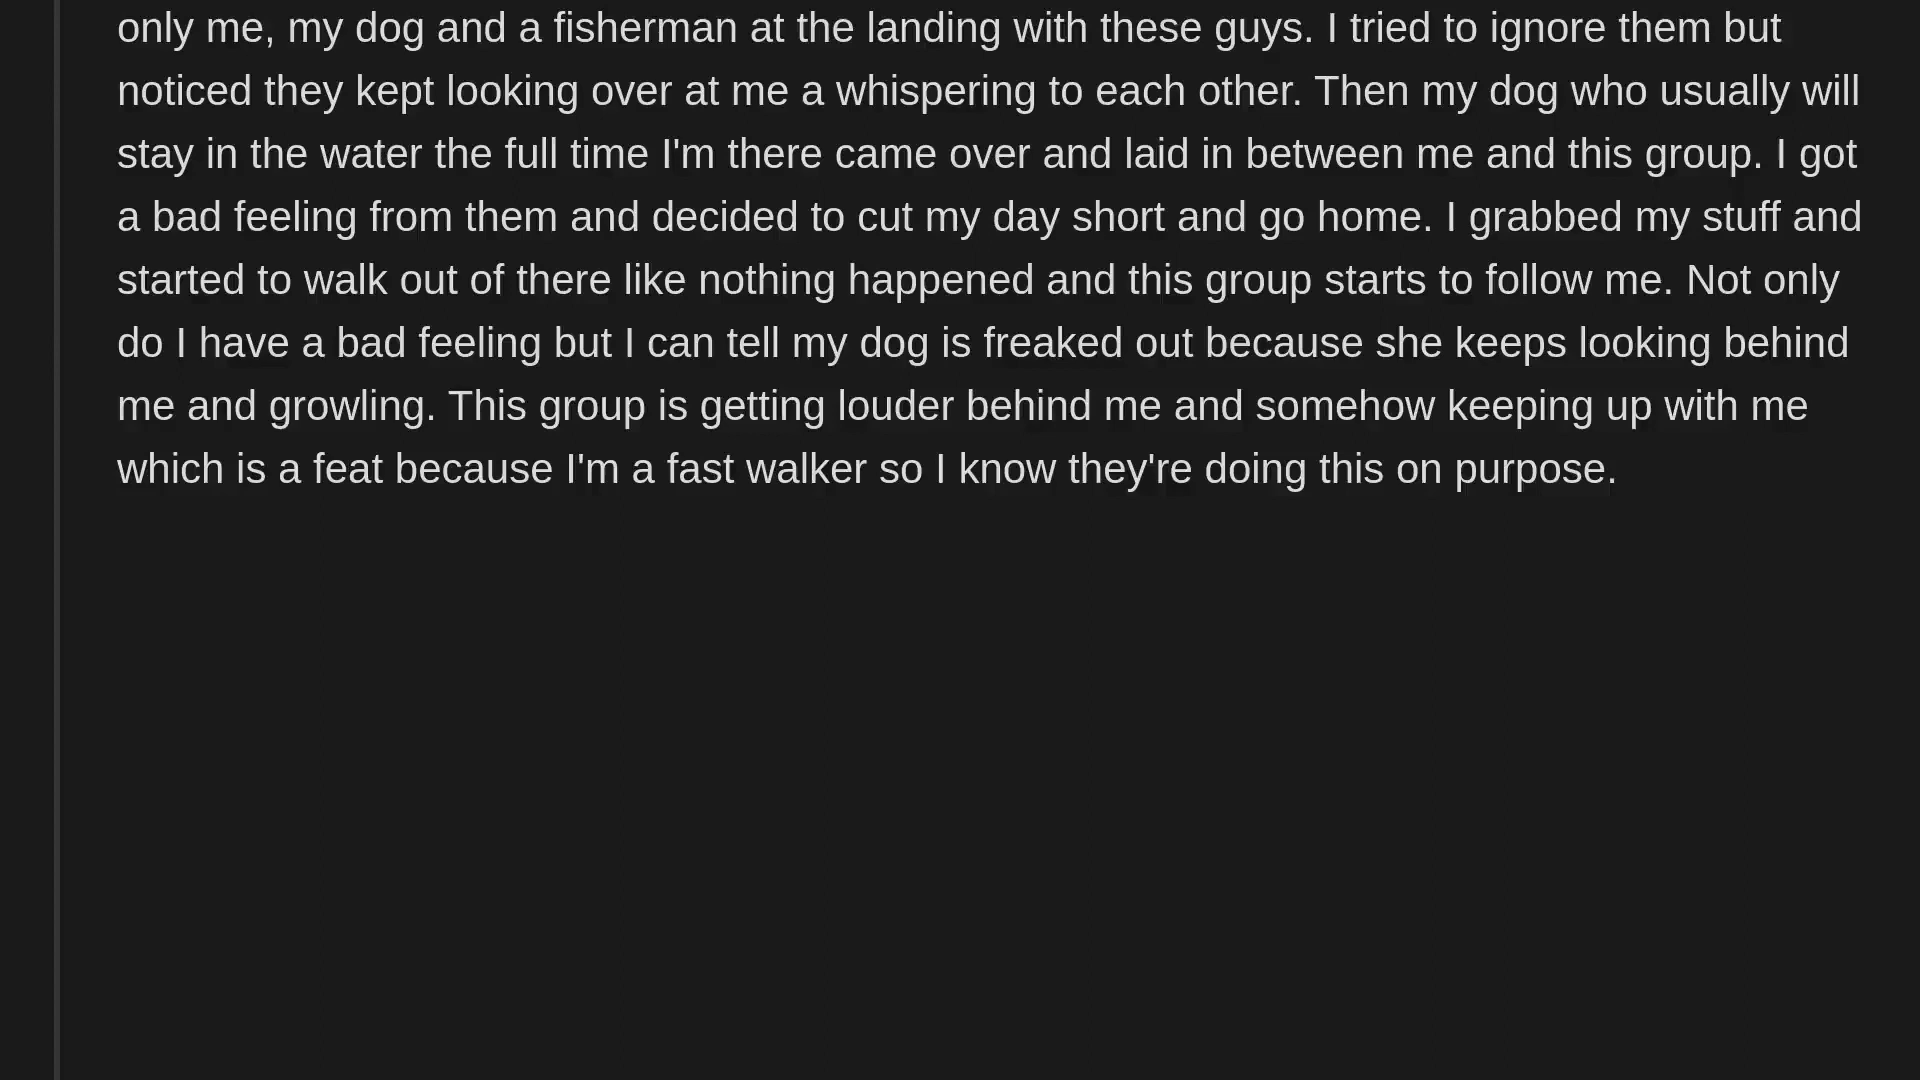 only me, my dog and a fisherman at the landing with these guys. I tried to ignore them but
noticed they kept looking over at me a whispering to each other. Then my dog who usually will
stay in the water the full time I'm there came over and laid in between me and this group. I got
a bad feeling from them and decided to cut my day short and go home. I grabbed my stuff and
started to walk out of there like nothing happened and this group starts to follow me. Not only
do I have a bad feeling but I can tell my dog is freaked out because she keeps looking behind
me and growling. This group is getting louder behind me and somehow keeping up with me
which is a feat because I'm a fast walker so I know they're doing this on purpose.